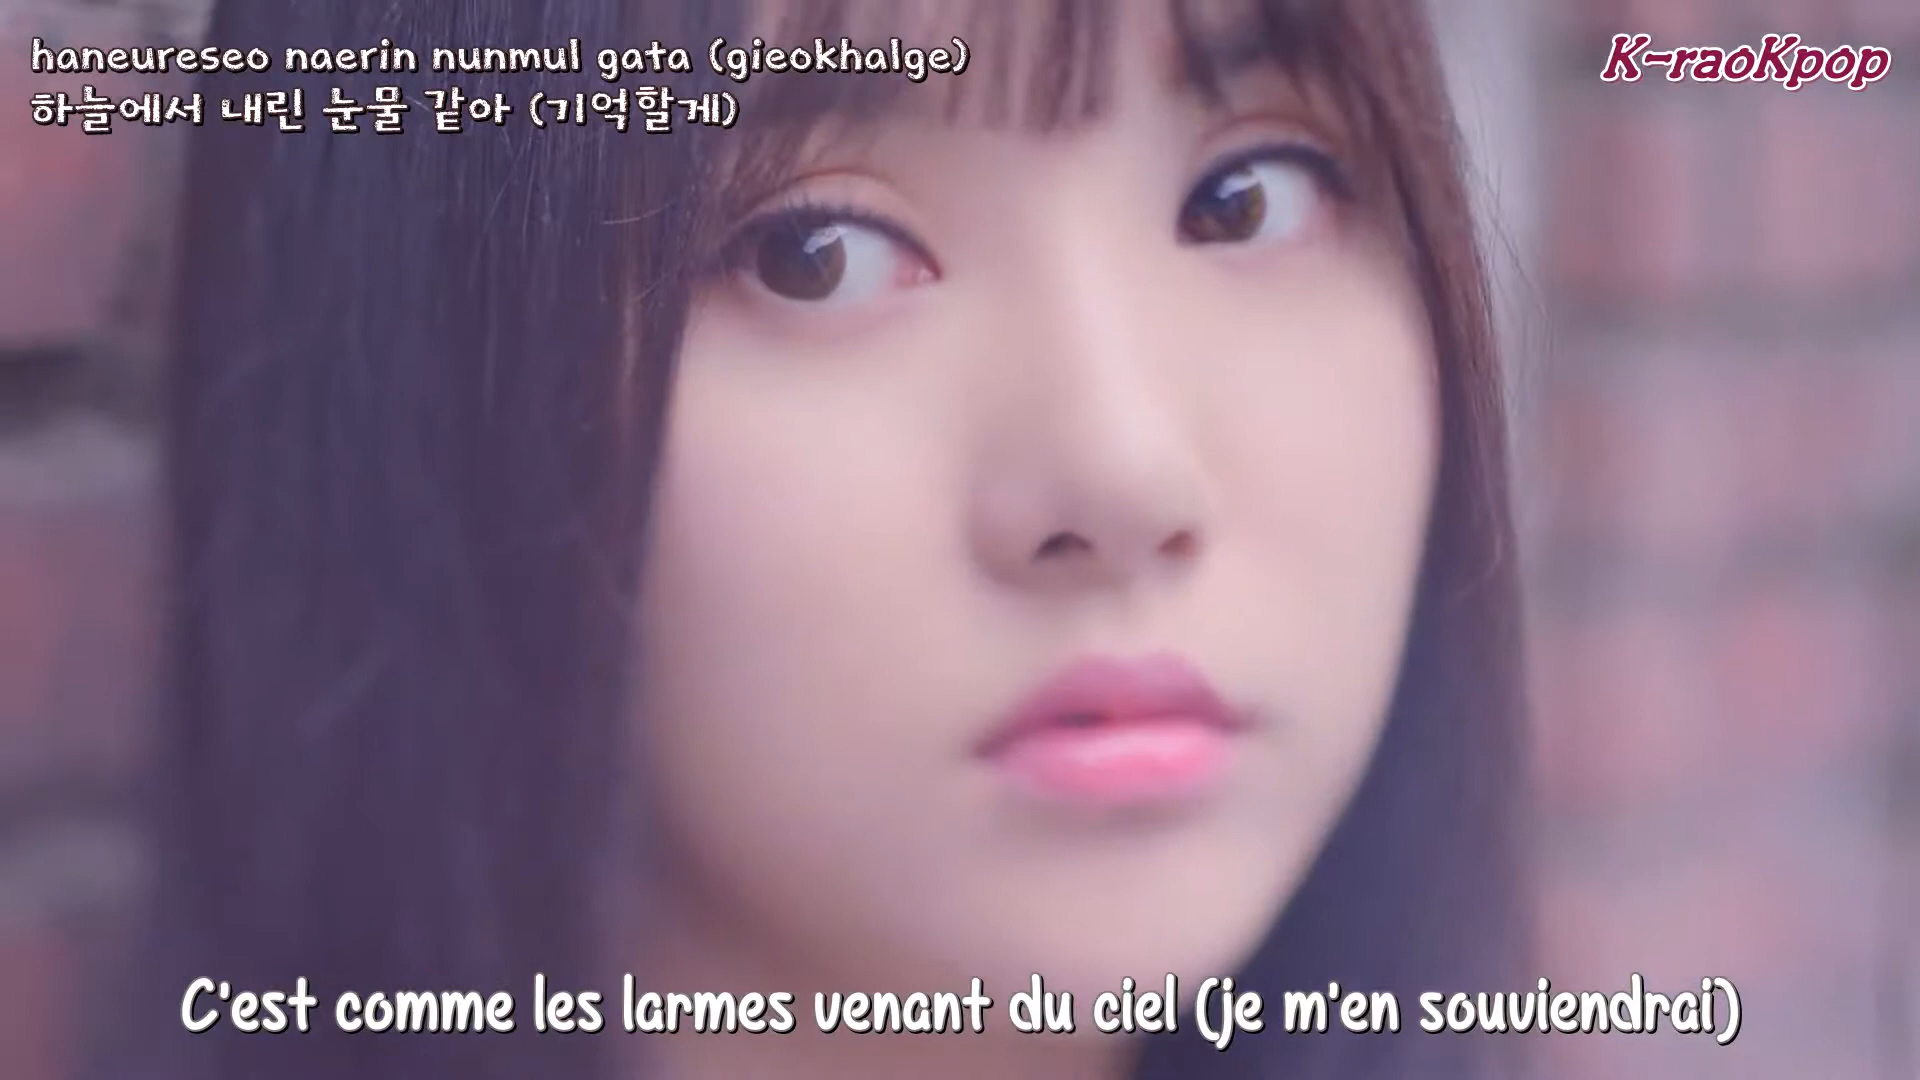 haneureseo naerin nunmul gata (gieokhalge)
하늘에서 내린 눈물 같아 (기억할게)
K-raoKpop
C'est comme les larmes venant du ciel (je m'en souviendrai)